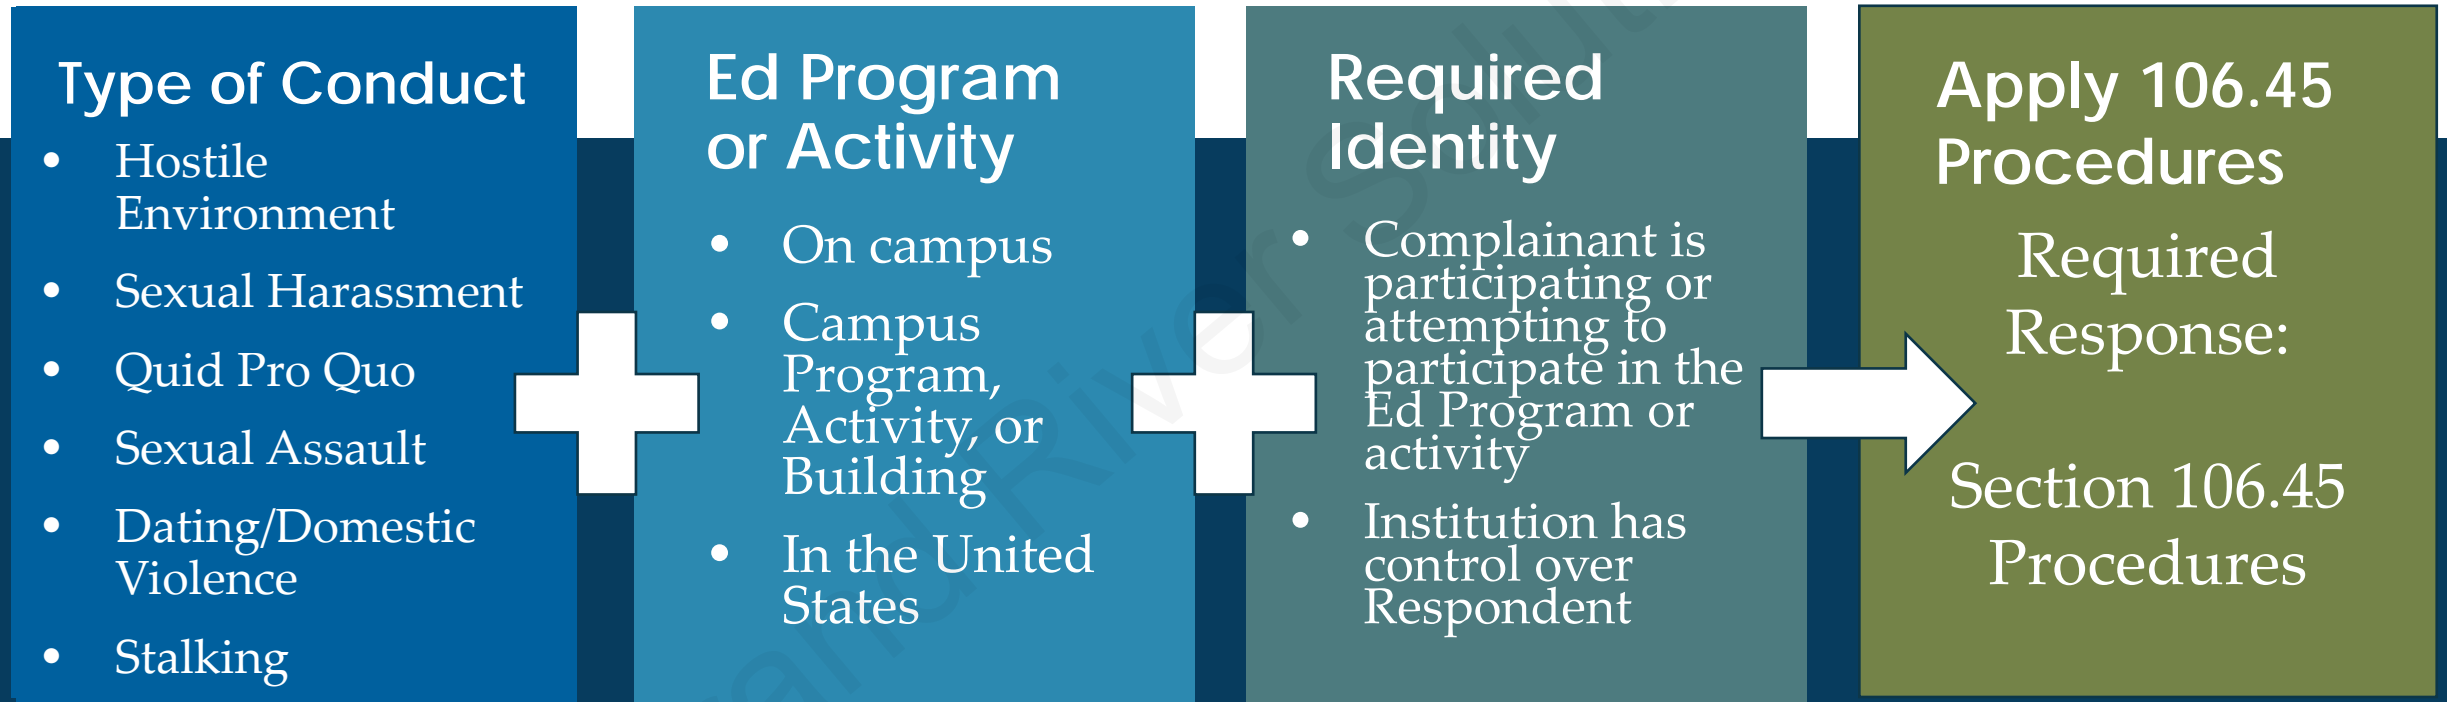 Type of Conduct
• Hostile
Environment
• Sexual Harassment
• Quid Pro Quo
• Sexual Assault
• Dating/Domestic
Violence
• Stalking
Ed Program
or Activity
• On campus
• Campus
Program,
Activity, or
Building
• In the United
States
Required
Identity
• Complainant is
participating or
attempting to
participate in the
Ed Program or
activity
• Institution has
control over
Respondent
Apply 106.45
Procedures
Required
Response:
Section 106.45
Procedures